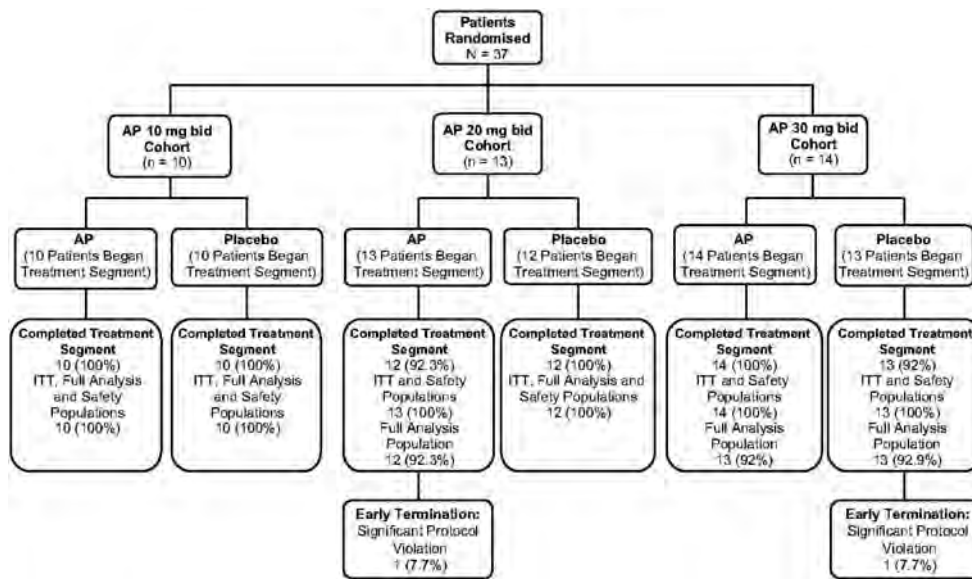 Patients
Randomised
N = 37
AP 10 mg bid
Cohort
(n = 10)
AP 20 mg bid
Cohort
(n = 13)
AP 30 mg bid
Cohort
(n = 14)
AP
(10 Patients Began
Treatment Segment)
Placebo
(10 Patients Began
Treatment Segment)
AP
(13 Patients Began
Treatment Segment)
Placebo
(12 Patients Began
Treatment Segment)
AP
(14 Patients Began
Treatment Segment)
Placebo
(13 Patients Began
Treatment Segment)
Completed Treatment
Segment
10 (100%)
ITT, Full Analysis
and Safety
Populations
10 (100%)
Completed Treatment
Segment
10 (100%)
ITT, Full Analysis
and Safety
Populations
10 (100%)
Completed Treatment
Segment
12 (92.3%)
ITT and Safety
Populations
13 (100%)
Full Analysis
Population
12 (92.3%)
Completed Treatment
Segment
12 (100%)
ITT, Full Analysis and
Safety Populations
12 (100%)
Completed Treatment
Segment
14 (100%)
ITT and Safety
Populations
14 (100%)
Full Analysis
Population
13 (92%)
Completed Treatment
Segment
13 (92%)
ITT and Safety
Populations
13 (100%)
Full Analysis
Population
13 (92.9%)
Early Termination:
Significant Protocol
Violation
1 (7.7%)
Early Termination:
Significant Protocol
Violation
1 (7.7%)